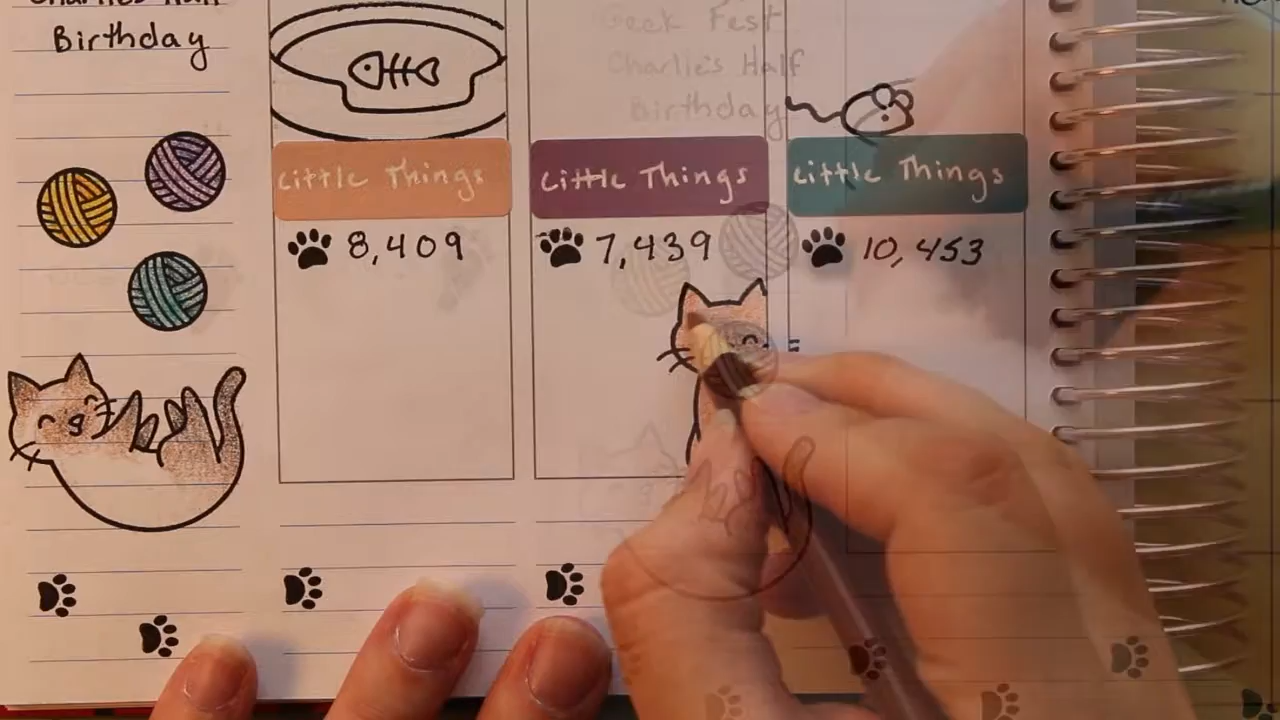 Birthday
Geek Fest
Charlie's Half
Birthday
Little Things
8,409
Little Things
7,439
Little Things
10,453